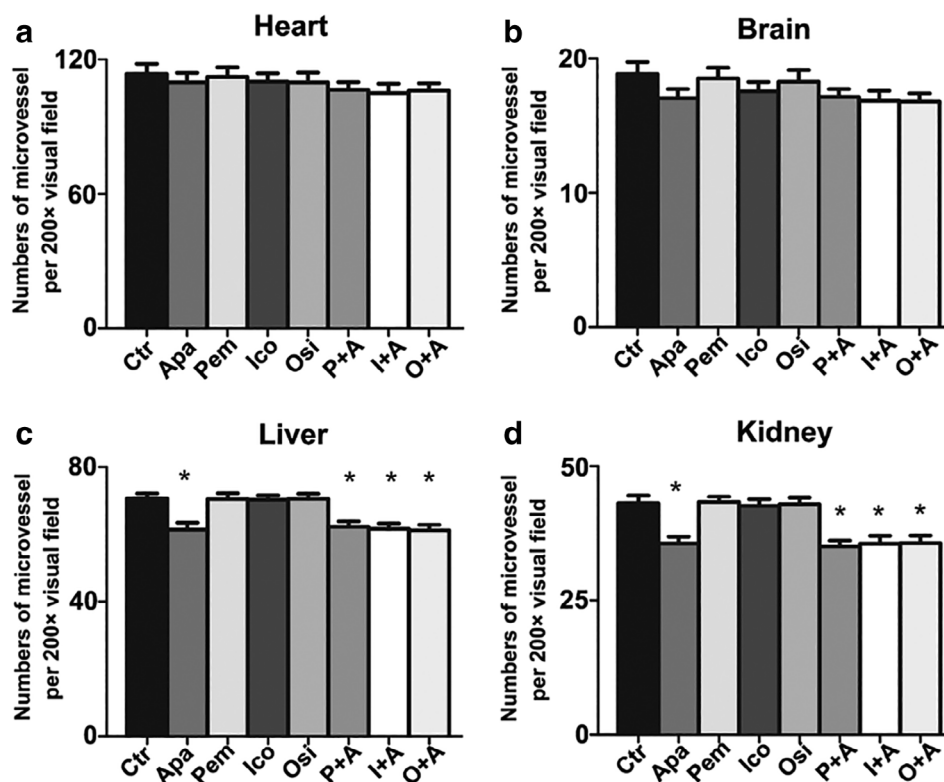 a
Heart
Numbers of microvessel
per 200× visual field
120
60
0
Ctr
Apa
Pem
Ico
Osi
P+A
I+A
O+A
b
Brain
Numbers of microvessel
per 200× visual field
20
10
0
Ctr
Apa
Pem
Ico
Osi
P+A
I+A
O+A
c
Liver
Numbers of microvessel
per 200× visual field
80
40
0
*
*
*
*
Ctr
Apa
Pem
Ico
Osi
P+A
I+A
O+A
d
Kidney
Numbers of microvessel
per 200× visual field
50
25
0
*
*
*
*
Ctr
Apa
Pem
Ico
Osi
P+A
I+A
O+A